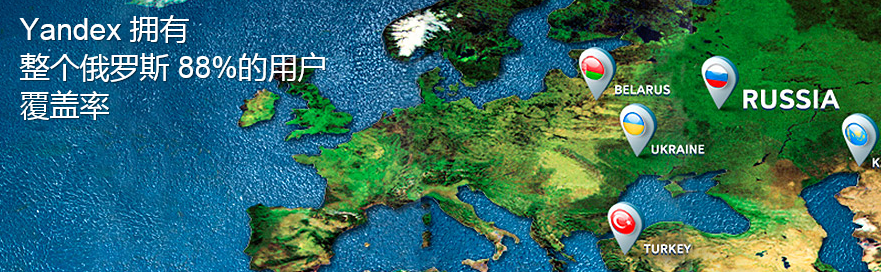 Yandex 拥有
整个俄罗斯 88%的用户
覆盖率
BELARUS
RUSSIA
UKRAINE
K
TURKEY